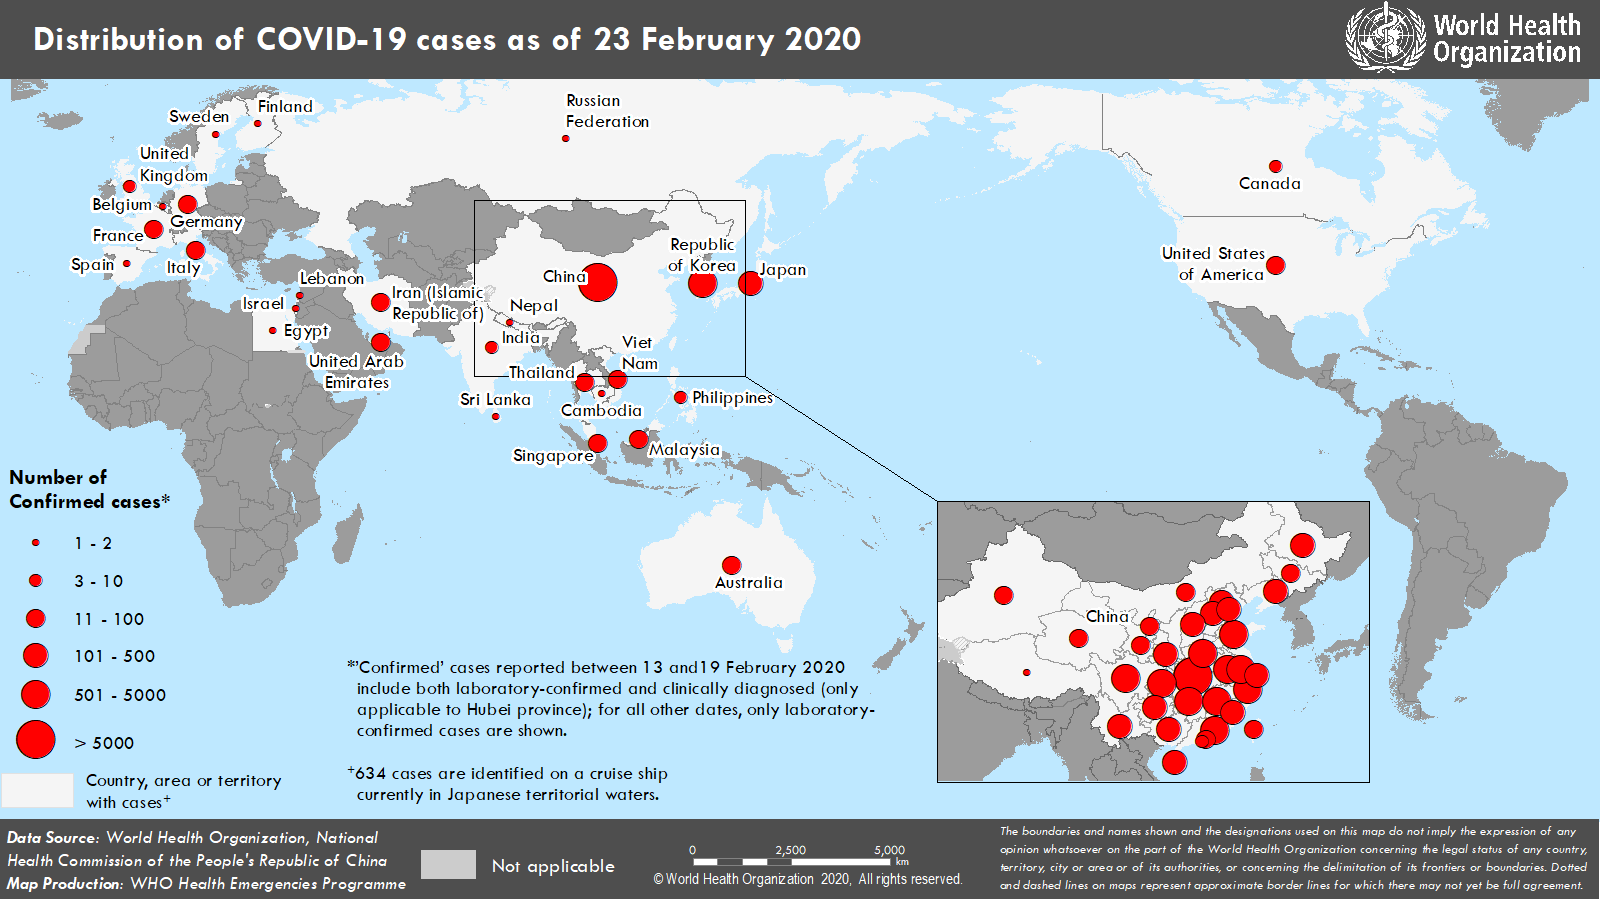 Distribution of COVID-19 cases as of 23 February 2020
World Health
Organization
Finland
Sweden
Russian
Federation
United
Kingdom
Belgium
Germany
France
Spain
Italy
Lebanon
Israel
Egypt
Iran (Islamic
Republic of)
United Arab
Emirates
China
Republic
of Korea
Japan
Nepal
India
Viet
Nam
Thailand
Sri Lanka
Cambodia
Philippines
Singapore
Malaysia
Australia
Canada
United States
of America
China
Number of
Confirmed cases*
1 - 2
3 - 10
11 - 100
101 - 500
501 - 5000
> 5000
Country, area or territory
with cases+
*'Confirmed' cases reported between 13 and19 February 2020
include both laboratory-confirmed and clinically diagnosed (only
applicable to Hubei province); for all other dates, only laboratory-
confirmed cases are shown.
+634 cases are identified on a cruise ship
currently in Japanese territorial waters.
Data Source: World Health Organization, National
Health Commission of the People's Republic of China
Map Production: WHO Health Emergencies Programme
Not applicable
0 2,500 5,000
km
© World Health Organization 2020, All rights reserved.
The boundaries and names shown and the designations used on this map do not imply the expression of any
opinion whatsoever on the part of the World Health Organization concerning the legal status of any country,
territory, city or area or of its authorities, or concerning the delimitation of its frontiers or boundaries. Dotted
and dashed lines on maps represent approximate border lines for which there may not yet be full agreement.